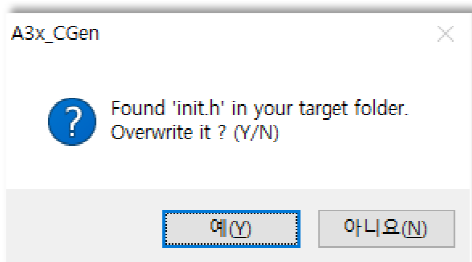 A3x_CGen
Found 'init.h' in your target folder.
Overwrite it ? (Y/N)
예(Y)
아니요(N)